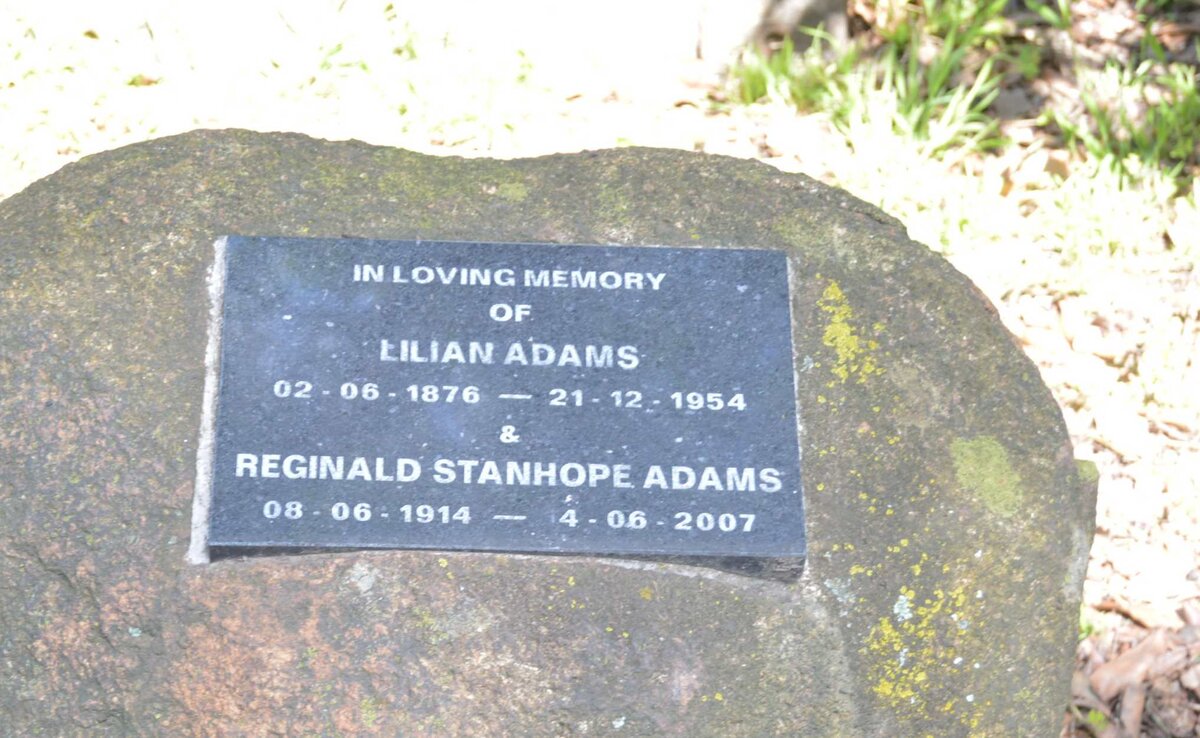 IN LOVING MEMORY
OF
LILIAN ADAMS
02 - 06 - 1876 — 21 - 12 - 1954
&
REGINALD STANHOPE ADAMS
08 - 06 - 1914 — 4 - 06 - 2007